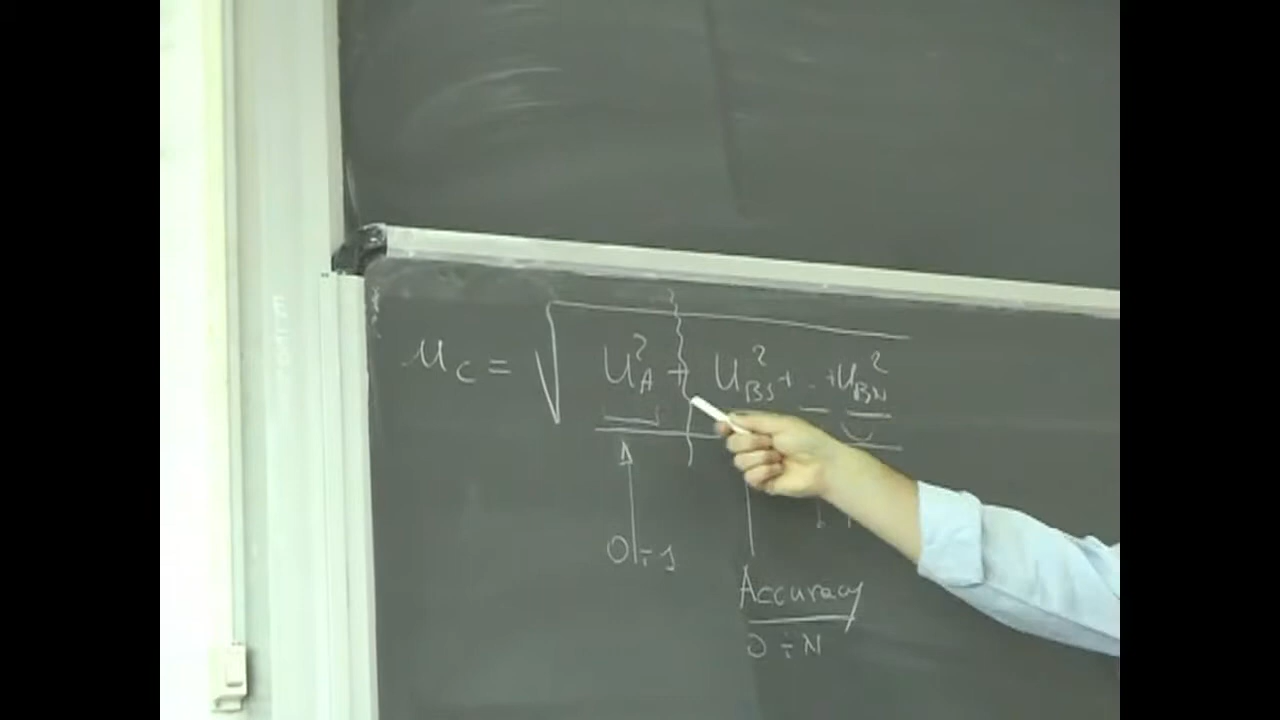 u_C = √(u_A² + u_B1² + .. + u_BN²)
0÷1
Accuracy
0÷N